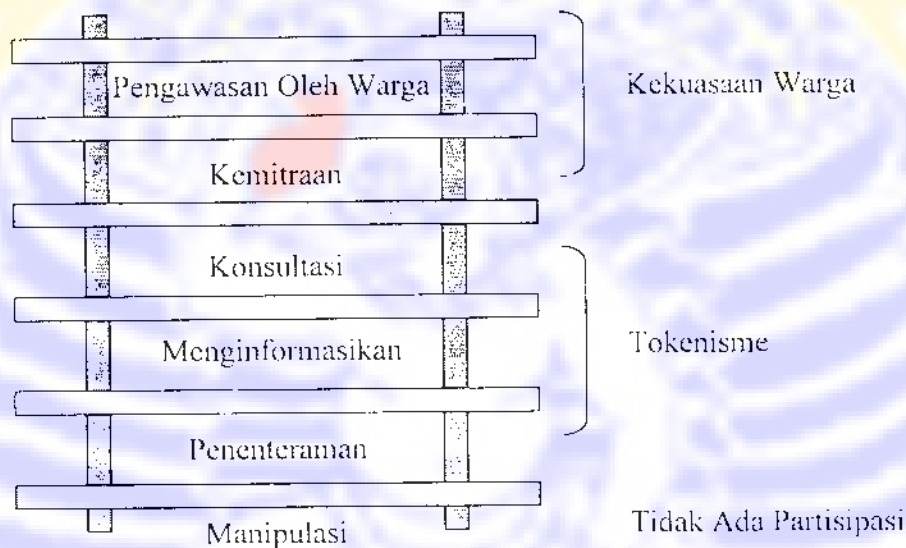 Pengawasan Oleh Warga
Kekuasaan Warga
Kemitraan
Konsultasi
Menginformasikan
Tokenisme
Penenteraman
Manipulasi
Tidak Ada Partisipasi